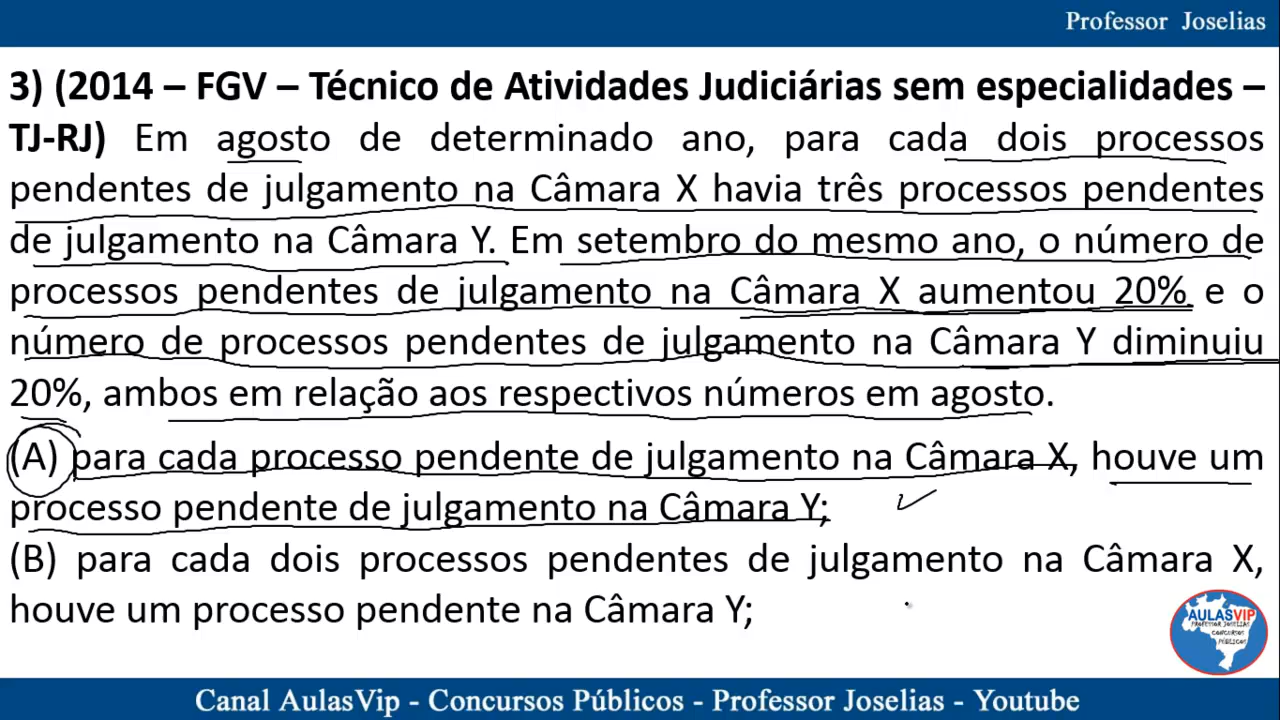 Professor Joselias
3) (2014 – FGV – Técnico de Atividades Judiciárias sem especialidades –
TJ-RJ) Em agosto de determinado ano, para cada dois processos
pendentes de julgamento na Câmara X havia três processos pendentes
de julgamento na Câmara Y. Em setembro do mesmo ano, o número de
processos pendentes de julgamento na Câmara X aumentou 20% e o
número de processos pendentes de julgamento na Câmara Y diminuiu
20%, ambos em relação aos respectivos números em agosto.
(A) para cada processo pendente de julgamento na Câmara X, houve um
processo pendente de julgamento na Câmara Y;
(B) para cada dois processos pendentes de julgamento na Câmara X,
houve um processo pendente na Câmara Y;
AULASVIP
PROFESSOR JOSELIAS
CONCURSOS
PÚBLICOS
Canal AulasVip - Concursos Públicos - Professor Joselias - Youtube